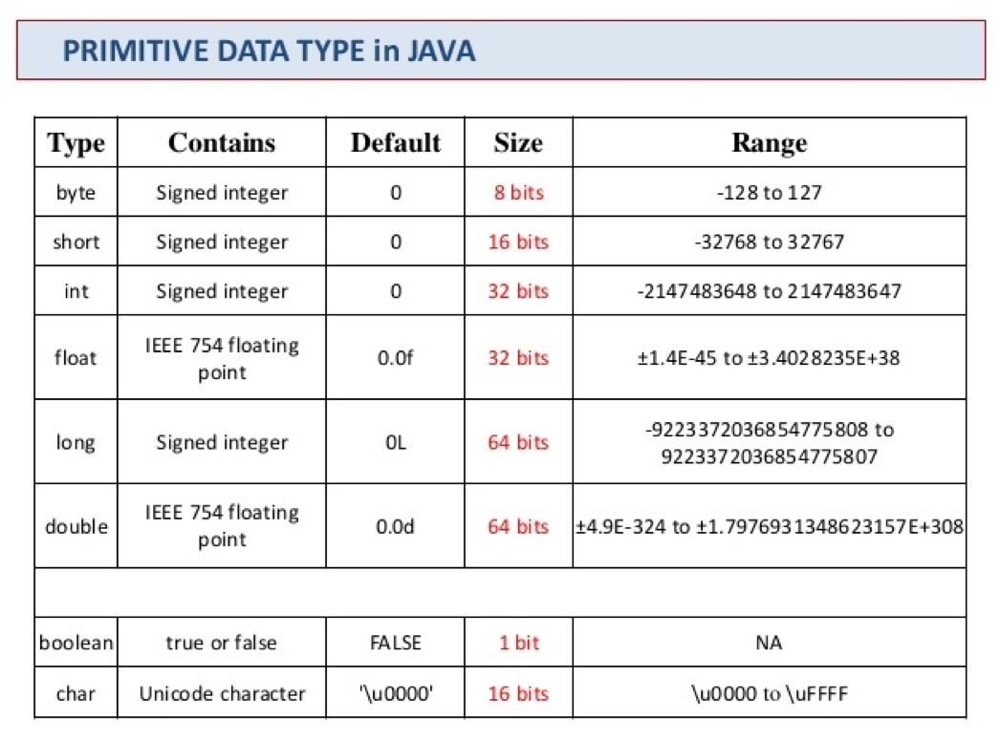 PRIMITIVE DATA TYPE in JAVA
Type Contains Default Size Range
byte Signed integer 0 8 bits -128 to 127
short Signed integer 0 16 bits -32768 to 32767
int Signed integer 0 32 bits -2147483648 to 2147483647
float IEEE 754 floating point 0.0f 32 bits ±1.4E-45 to ±3.4028235E+38
long Signed integer 0L 64 bits -9223372036854775808 to 9223372036854775807
double IEEE 754 floating point 0.0d 64 bits ±4.9E-324 to ±1.7976931348623157E+308
boolean true or false FALSE 1 bit NA
char Unicode character '\u0000' 16 bits \u0000 to \uFFFF